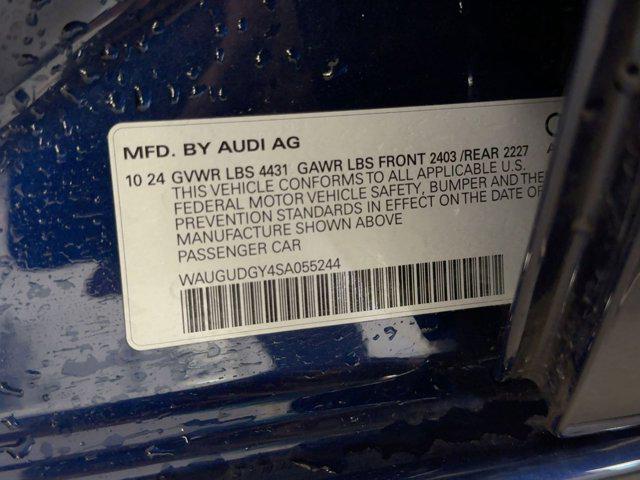 MFD. BY AUDI AG
10 24 GVWR LBS 4431 GAWR LBS FRONT 2403 /REAR 2227
THIS VEHICLE CONFORMS TO ALL APPLICABLE U.S.
FEDERAL MOTOR VEHICLE SAFETY, BUMPER AND THE
PREVENTION STANDARDS IN EFFECT ON THE DATE OF
MANUFACTURE SHOWN ABOVE
PASSENGER CAR
WAUGUDGY4SA055244